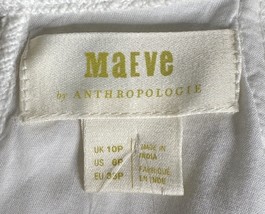 MAEVE
by ANTHROPOLOGIE
UK 10P
US 6P
EU 38P
MADE IN
INDIA
FABRIQUÉ
EN INDE